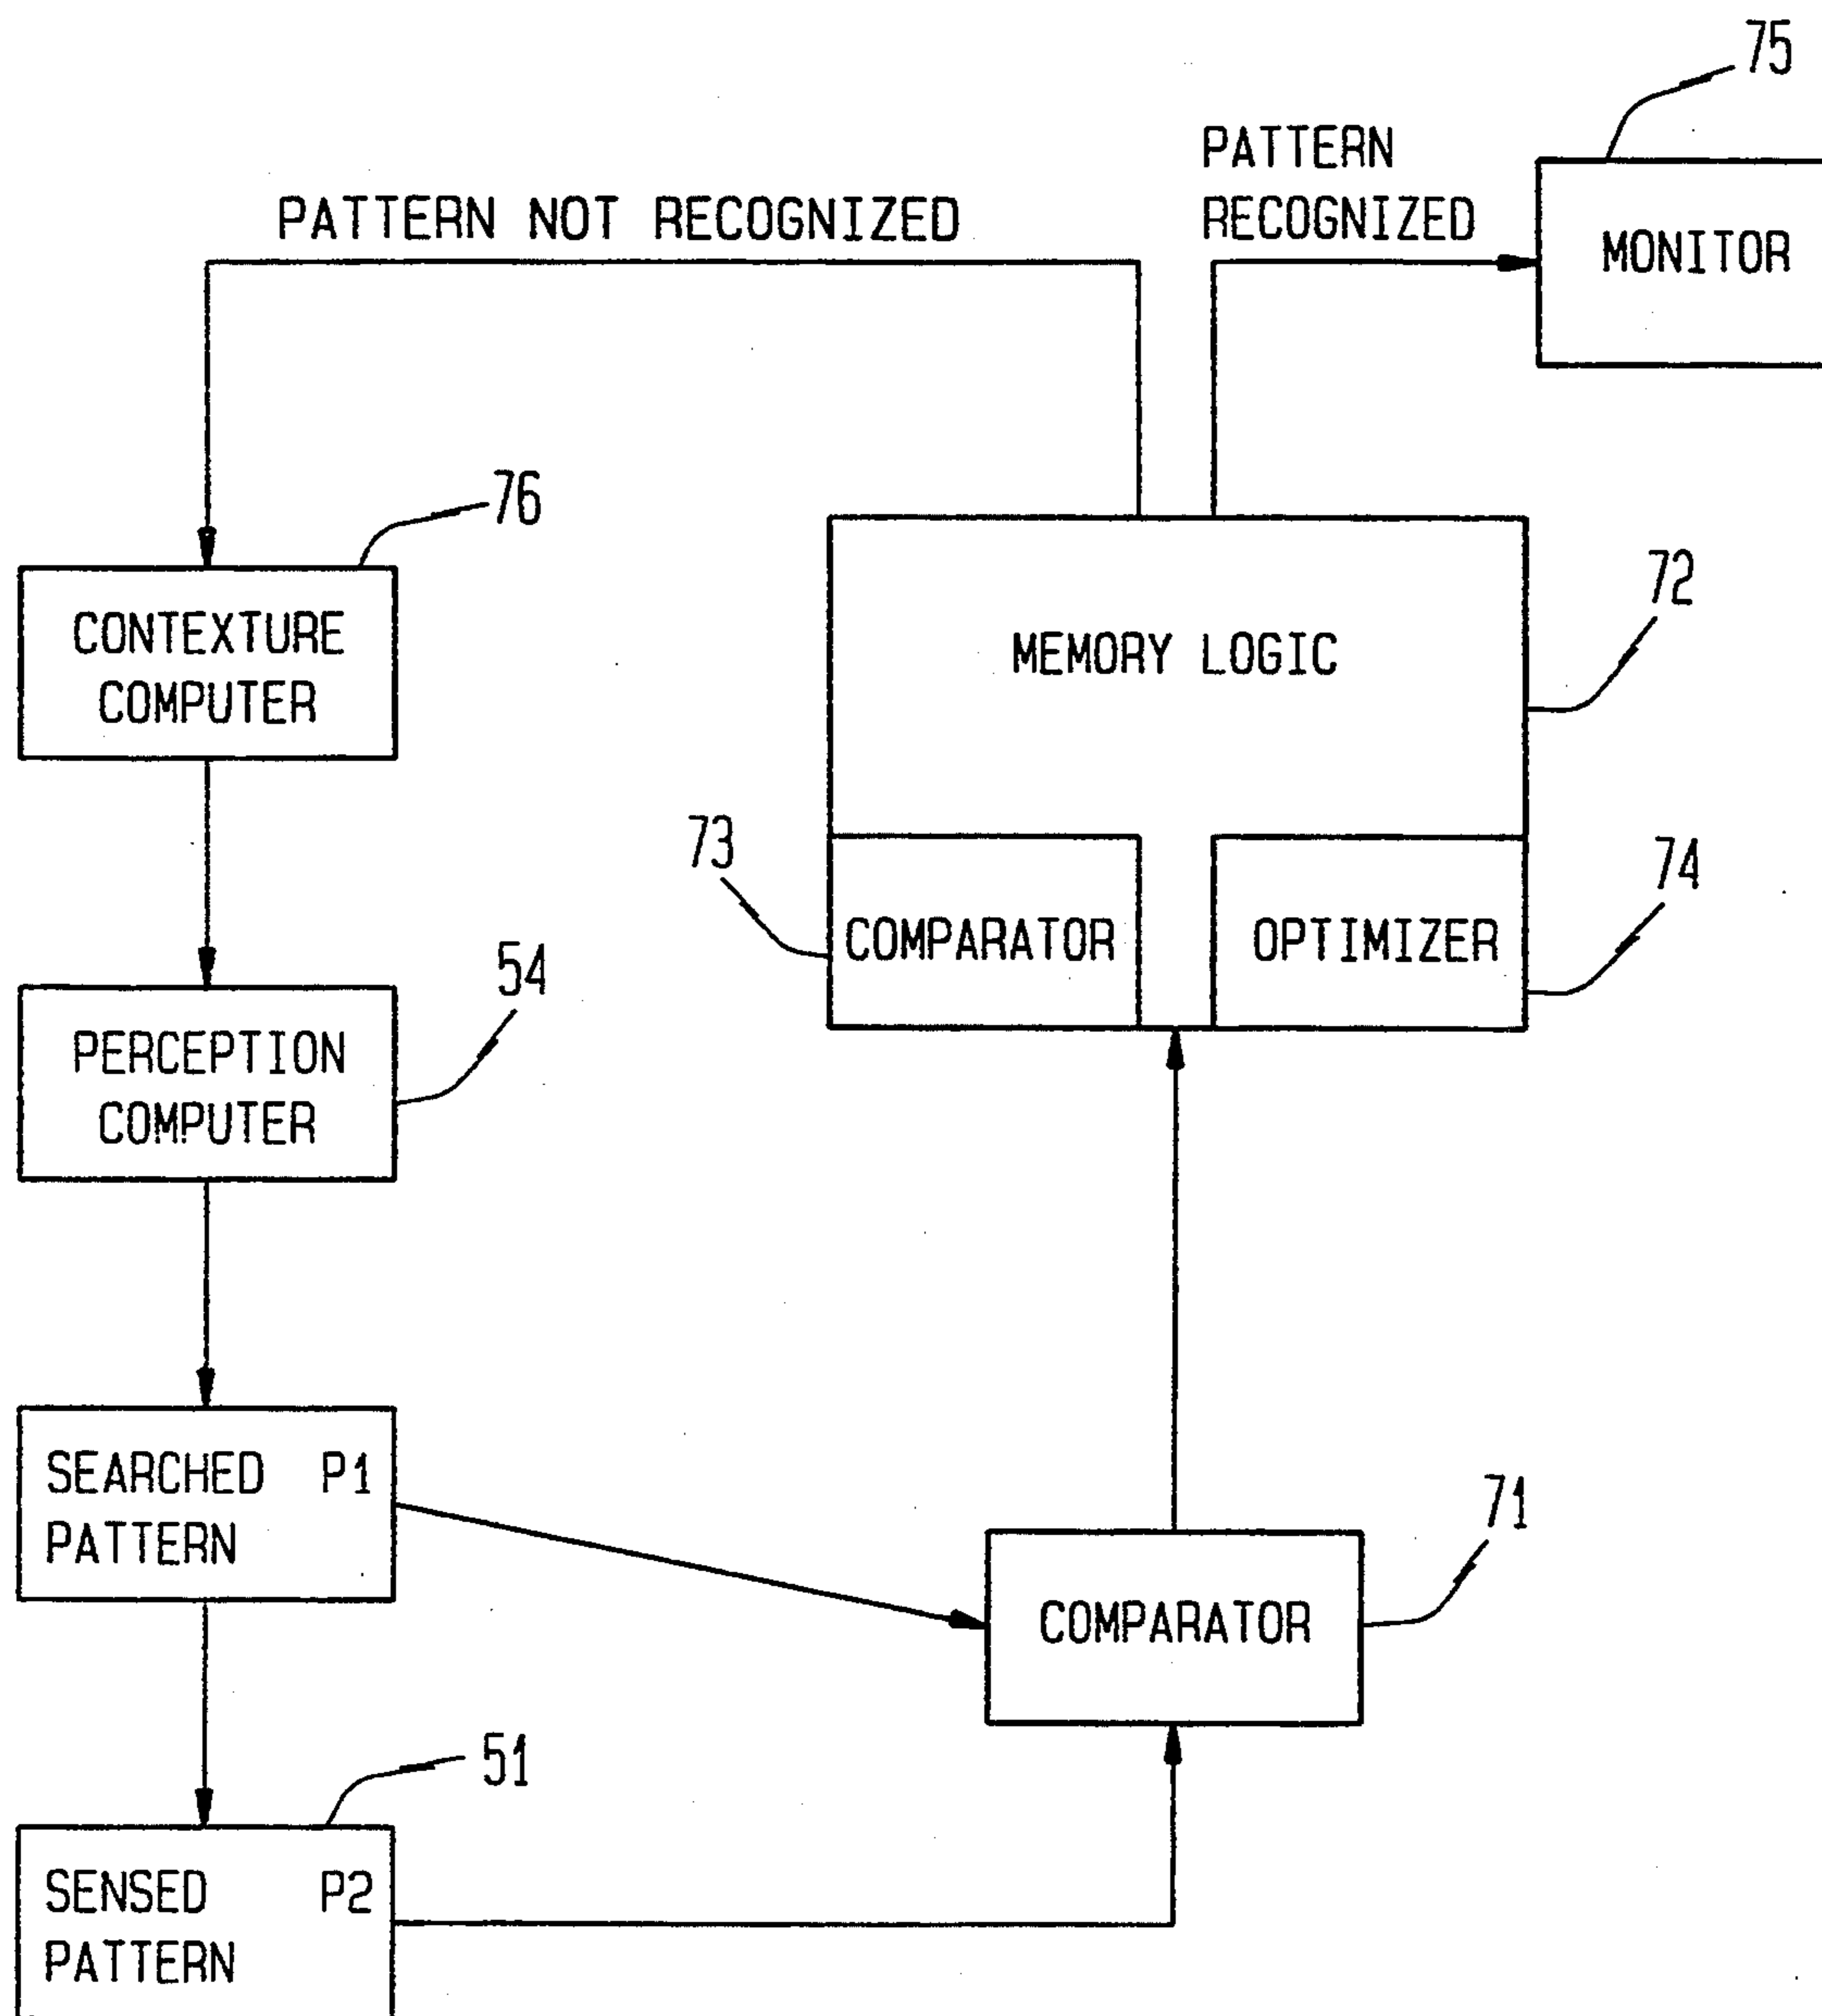 75
PATTERN
RECOGNIZED
PATTERN NOT RECOGNIZED
MONITOR
76
72
CONTEXTURE
COMPUTER
MEMORY LOGIC
73
74
COMPARATOR
OPTIMIZER
54
PERCEPTION
COMPUTER
SEARCHED P1
PATTERN
71
COMPARATOR
51
SENSED P2
PATTERN